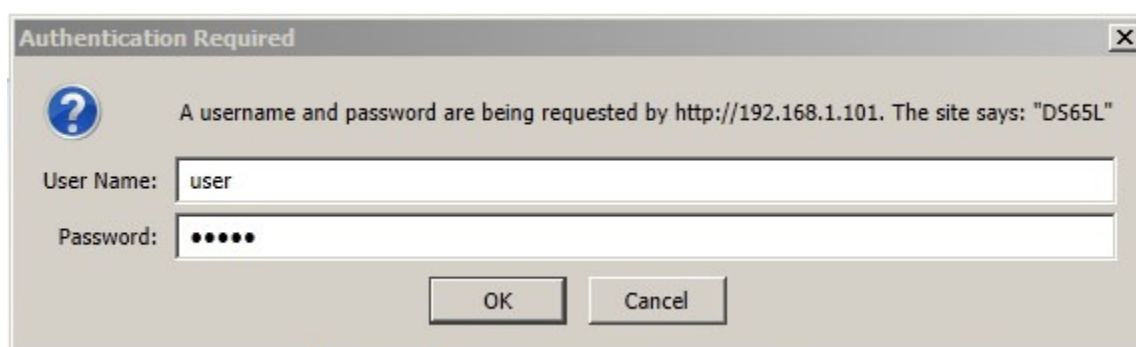 Authentication Required
A username and password are being requested by http://192.168.1.101. The site says: "DS65L"
User Name: user
Password: •••••
OK Cancel